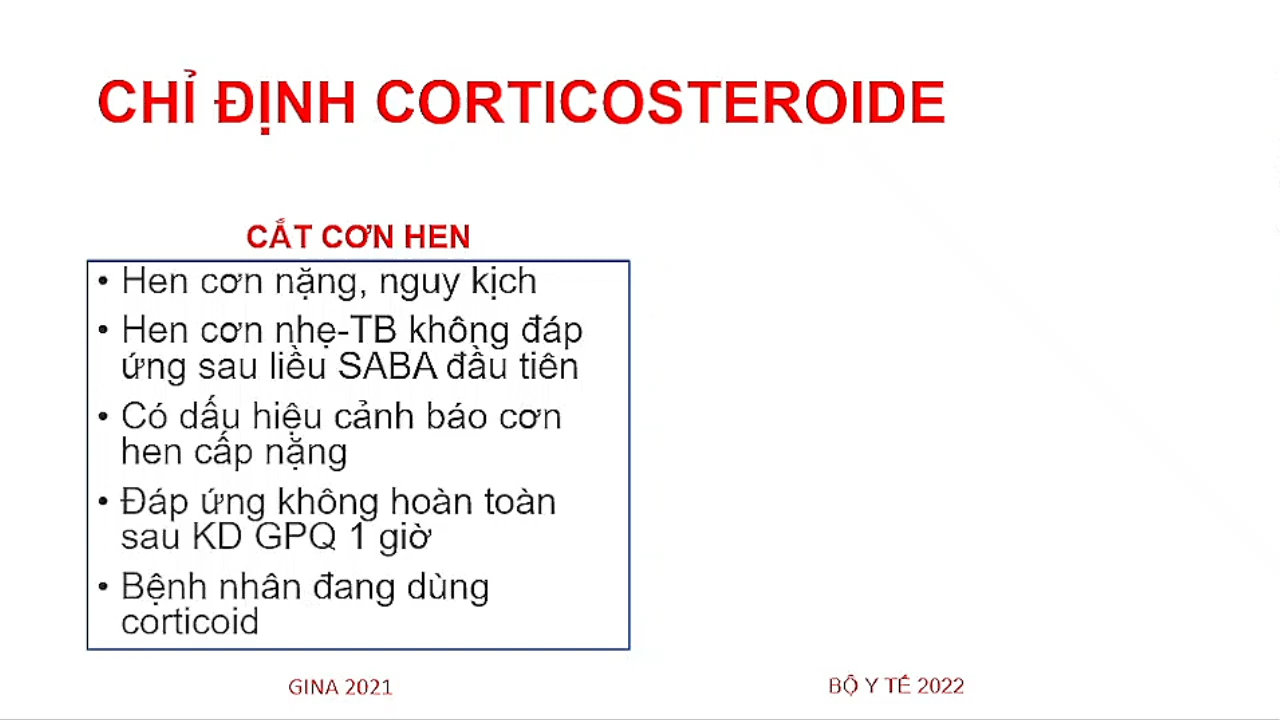 CHỈ ĐỊNH CORTICOSTEROIDE
CẮT CƠN HEN
• Hen cơn nặng, nguy kịch
• Hen cơn nhẹ-TB không đáp
ứng sau liều SABA đầu tiên
• Có dấu hiệu cảnh báo cơn
hen cấp nặng
• Đáp ứng không hoàn toàn
sau KD GPQ 1 giờ
• Bệnh nhân đang dùng
corticoid
GINA 2021
BỘ Y TẾ 2022